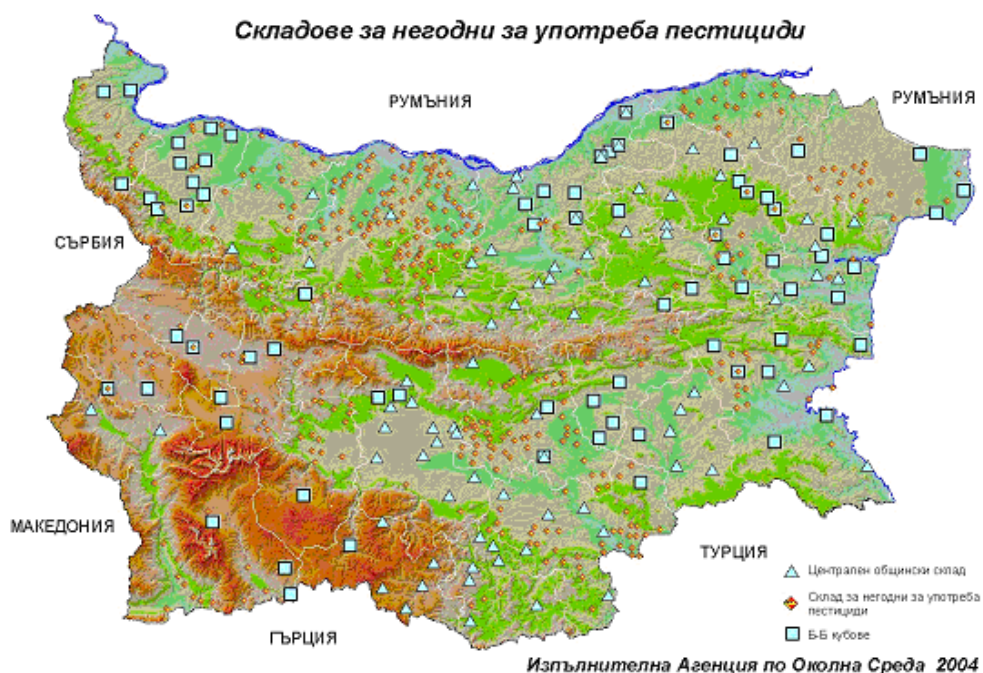 Складове за негодни за употреба пестициди
РУМЪНИЯ
РУМЪНИЯ
СЪРБИЯ
МАКЕДОНИЯ
ТУРЦИЯ
ГЪРЦИЯ
Централен общински склад
Склад за негодни за употреба
пестициди
Б-Б кубове
Изпълнителна Агенция по Околна Среда 2004